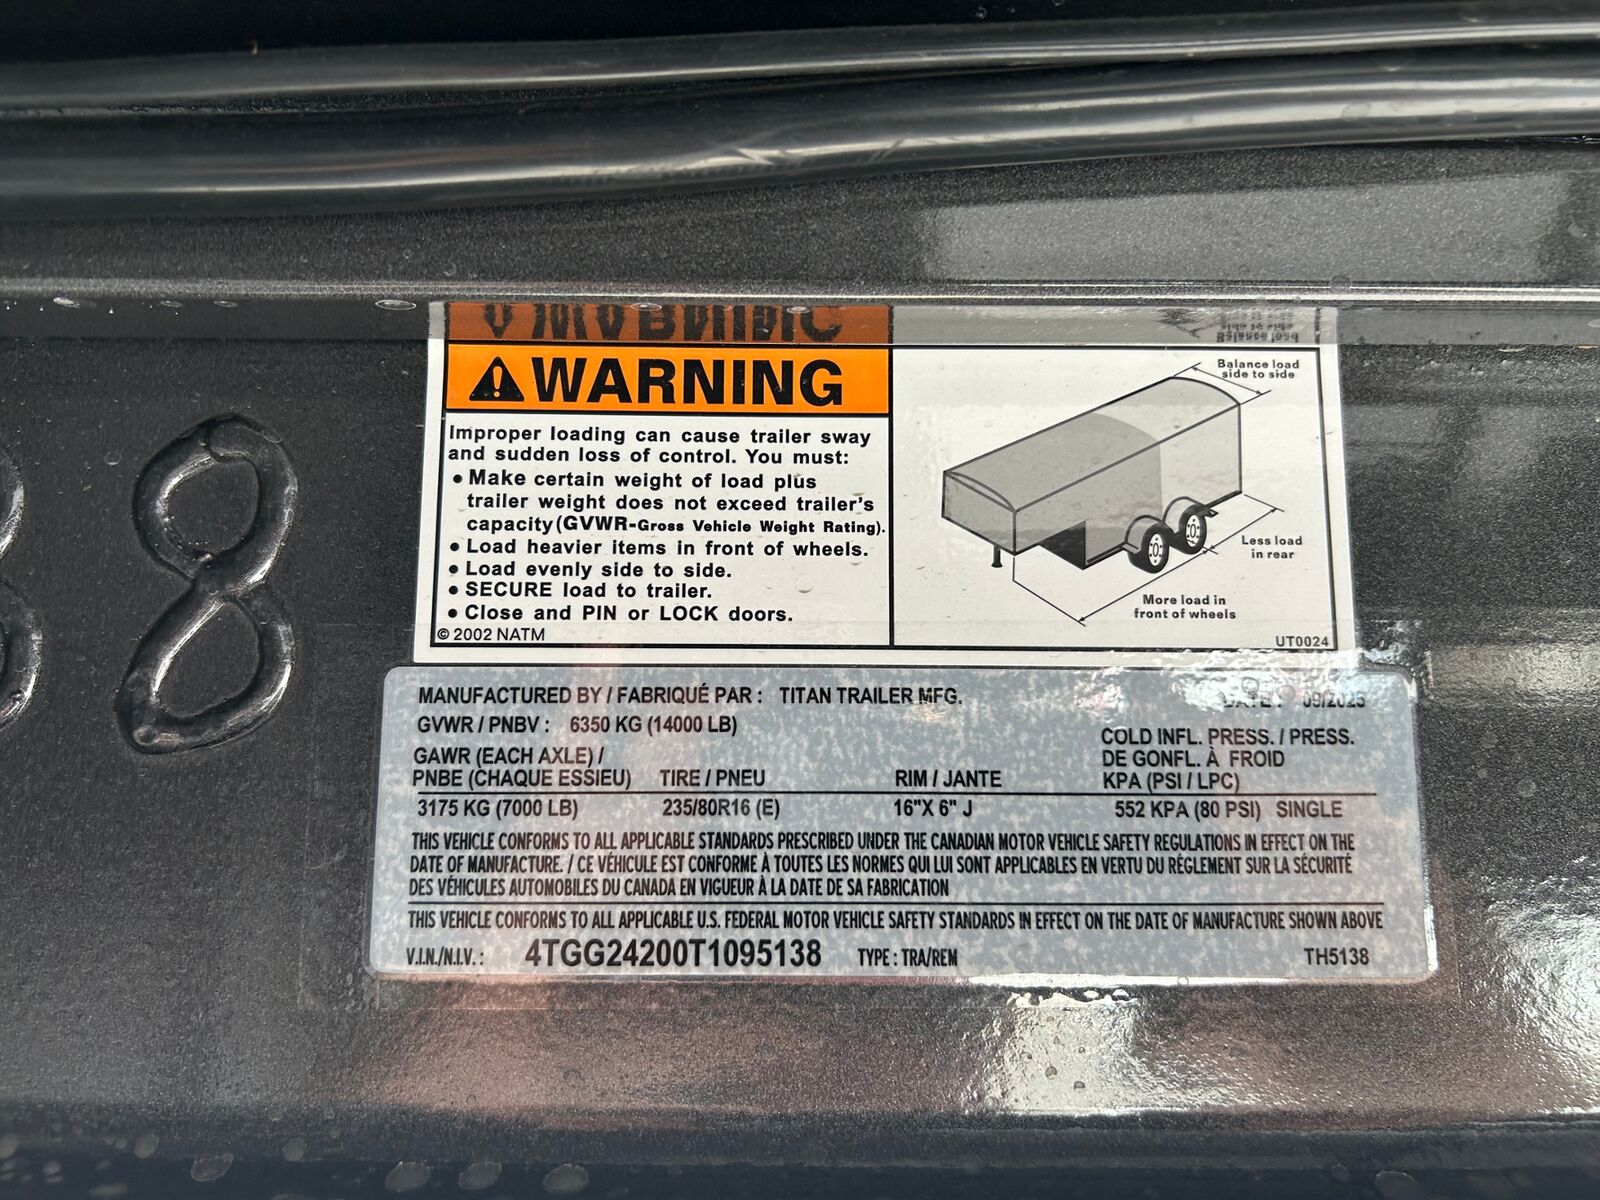 8
WARNING
Improper loading can cause trailer sway
and sudden loss of control. You must:
• Make certain weight of load plus
trailer weight does not exceed trailer's
capacity (GVWR-Gross Vehicle Weight Rating).
• Load heavier items in front of wheels.
• Load evenly side to side.
• SECURE load to trailer.
• Close and PIN or LOCK doors.
© 2002 NATM
Balance load
side to side
Less load
in rear
More load in
front of wheels
UT0024
MANUFACTURED BY / FABRIQUÉ PAR : TITAN TRAILER MFG. DATE : 09/2025
GVWR / PNBV : 6350 KG (14000 LB)
GAWR (EACH AXLE) /
PNBE (CHAQUE ESSIEU) TIRE / PNEU RIM / JANTE
COLD INFL. PRESS. / PRESS.
DE GONFL. À FROID
KPA (PSI / LPC)
3175 KG (7000 LB) 235/80R16 (E) 16"X 6" J 552 KPA (80 PSI) SINGLE
THIS VEHICLE CONFORMS TO ALL APPLICABLE STANDARDS PRESCRIBED UNDER THE CANADIAN MOTOR VEHICLE SAFETY REGULATIONS IN EFFECT ON THE
DATE OF MANUFACTURE. / CE VÉHICULE EST CONFORME À TOUTES LES NORMES QUI LUI SONT APPLICABLES EN VERTU DU RÉGLEMENT SUR LA SÉCURITÉ
DES VÉHICULES AUTOMOBILES DU CANADA EN VIGUEUR À LA DATE DE SA FABRICATION
THIS VEHICLE CONFORMS TO ALL APPLICABLE U.S. FEDERAL MOTOR VEHICLE SAFETY STANDARDS IN EFFECT ON THE DATE OF MANUFACTURE SHOWN ABOVE
V.I.N./N.I.V. : 4TGG24200T1095138 TYPE : TRA/REM TH5138